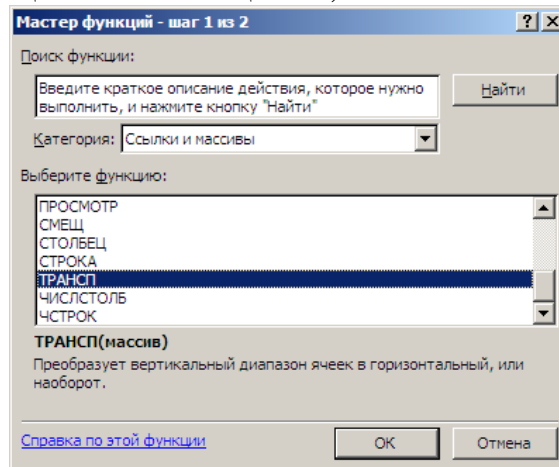 Мастер функций - шаг 1 из 2
Поиск функции:
Введите краткое описание действия, которое нужно
выполнить, и нажмите кнопку "Найти"
Найти
Категория: Ссылки и массивы
Выберите функцию:
ПРОСМОТР
СМЕЩ
СТОЛБЕЦ
СТРОКА
ТРАНСП
ЧИСЛСТОЛБ
ЧСТРОК
ТРАНСП(массив)
Преобразует вертикальный диапазон ячеек в горизонтальный, или
наоборот.
Справка по этой функции
ОК
Отмена